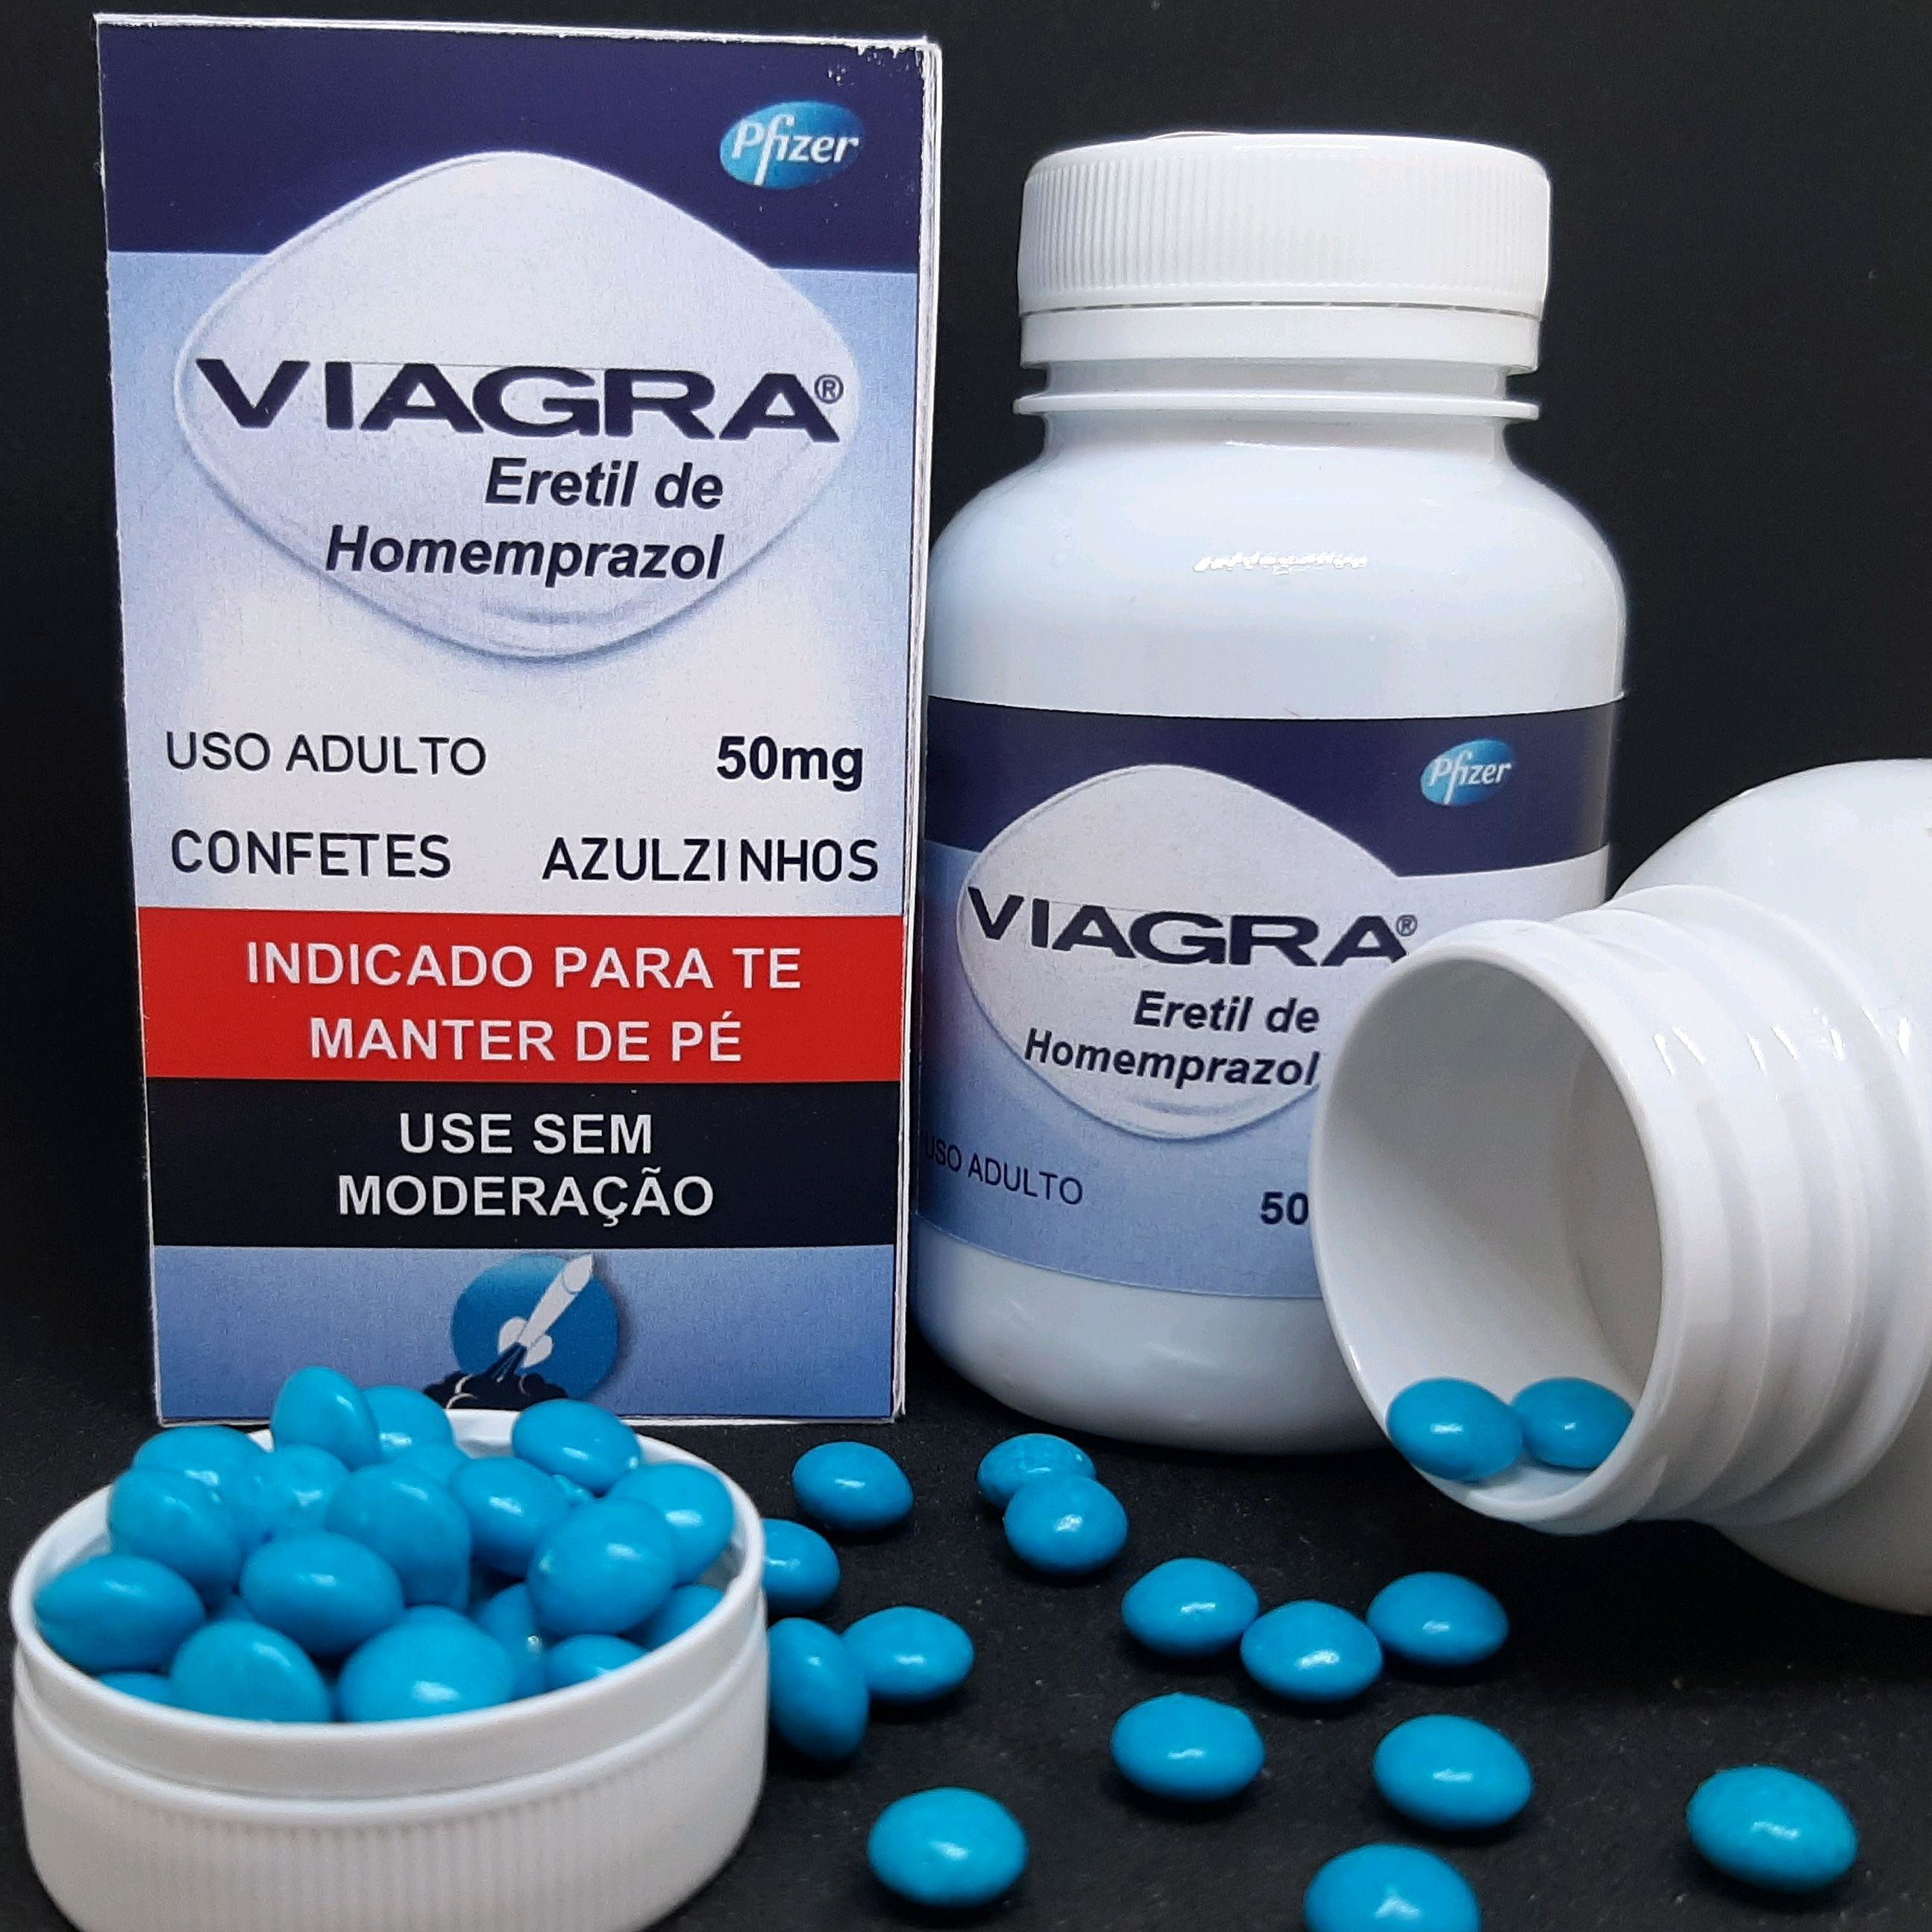 Pfizer
VIAGRA®
Eretil de
Homemprazol
USO ADULTO 50mg
CONFETES AZULZINHOS
INDICADO PARA TE
MANTER DE PÉ
USE SEM
MODERAÇÃO
Pfizer
VIAGRA®
Eretil de
Homemprazol
USO ADULTO 50